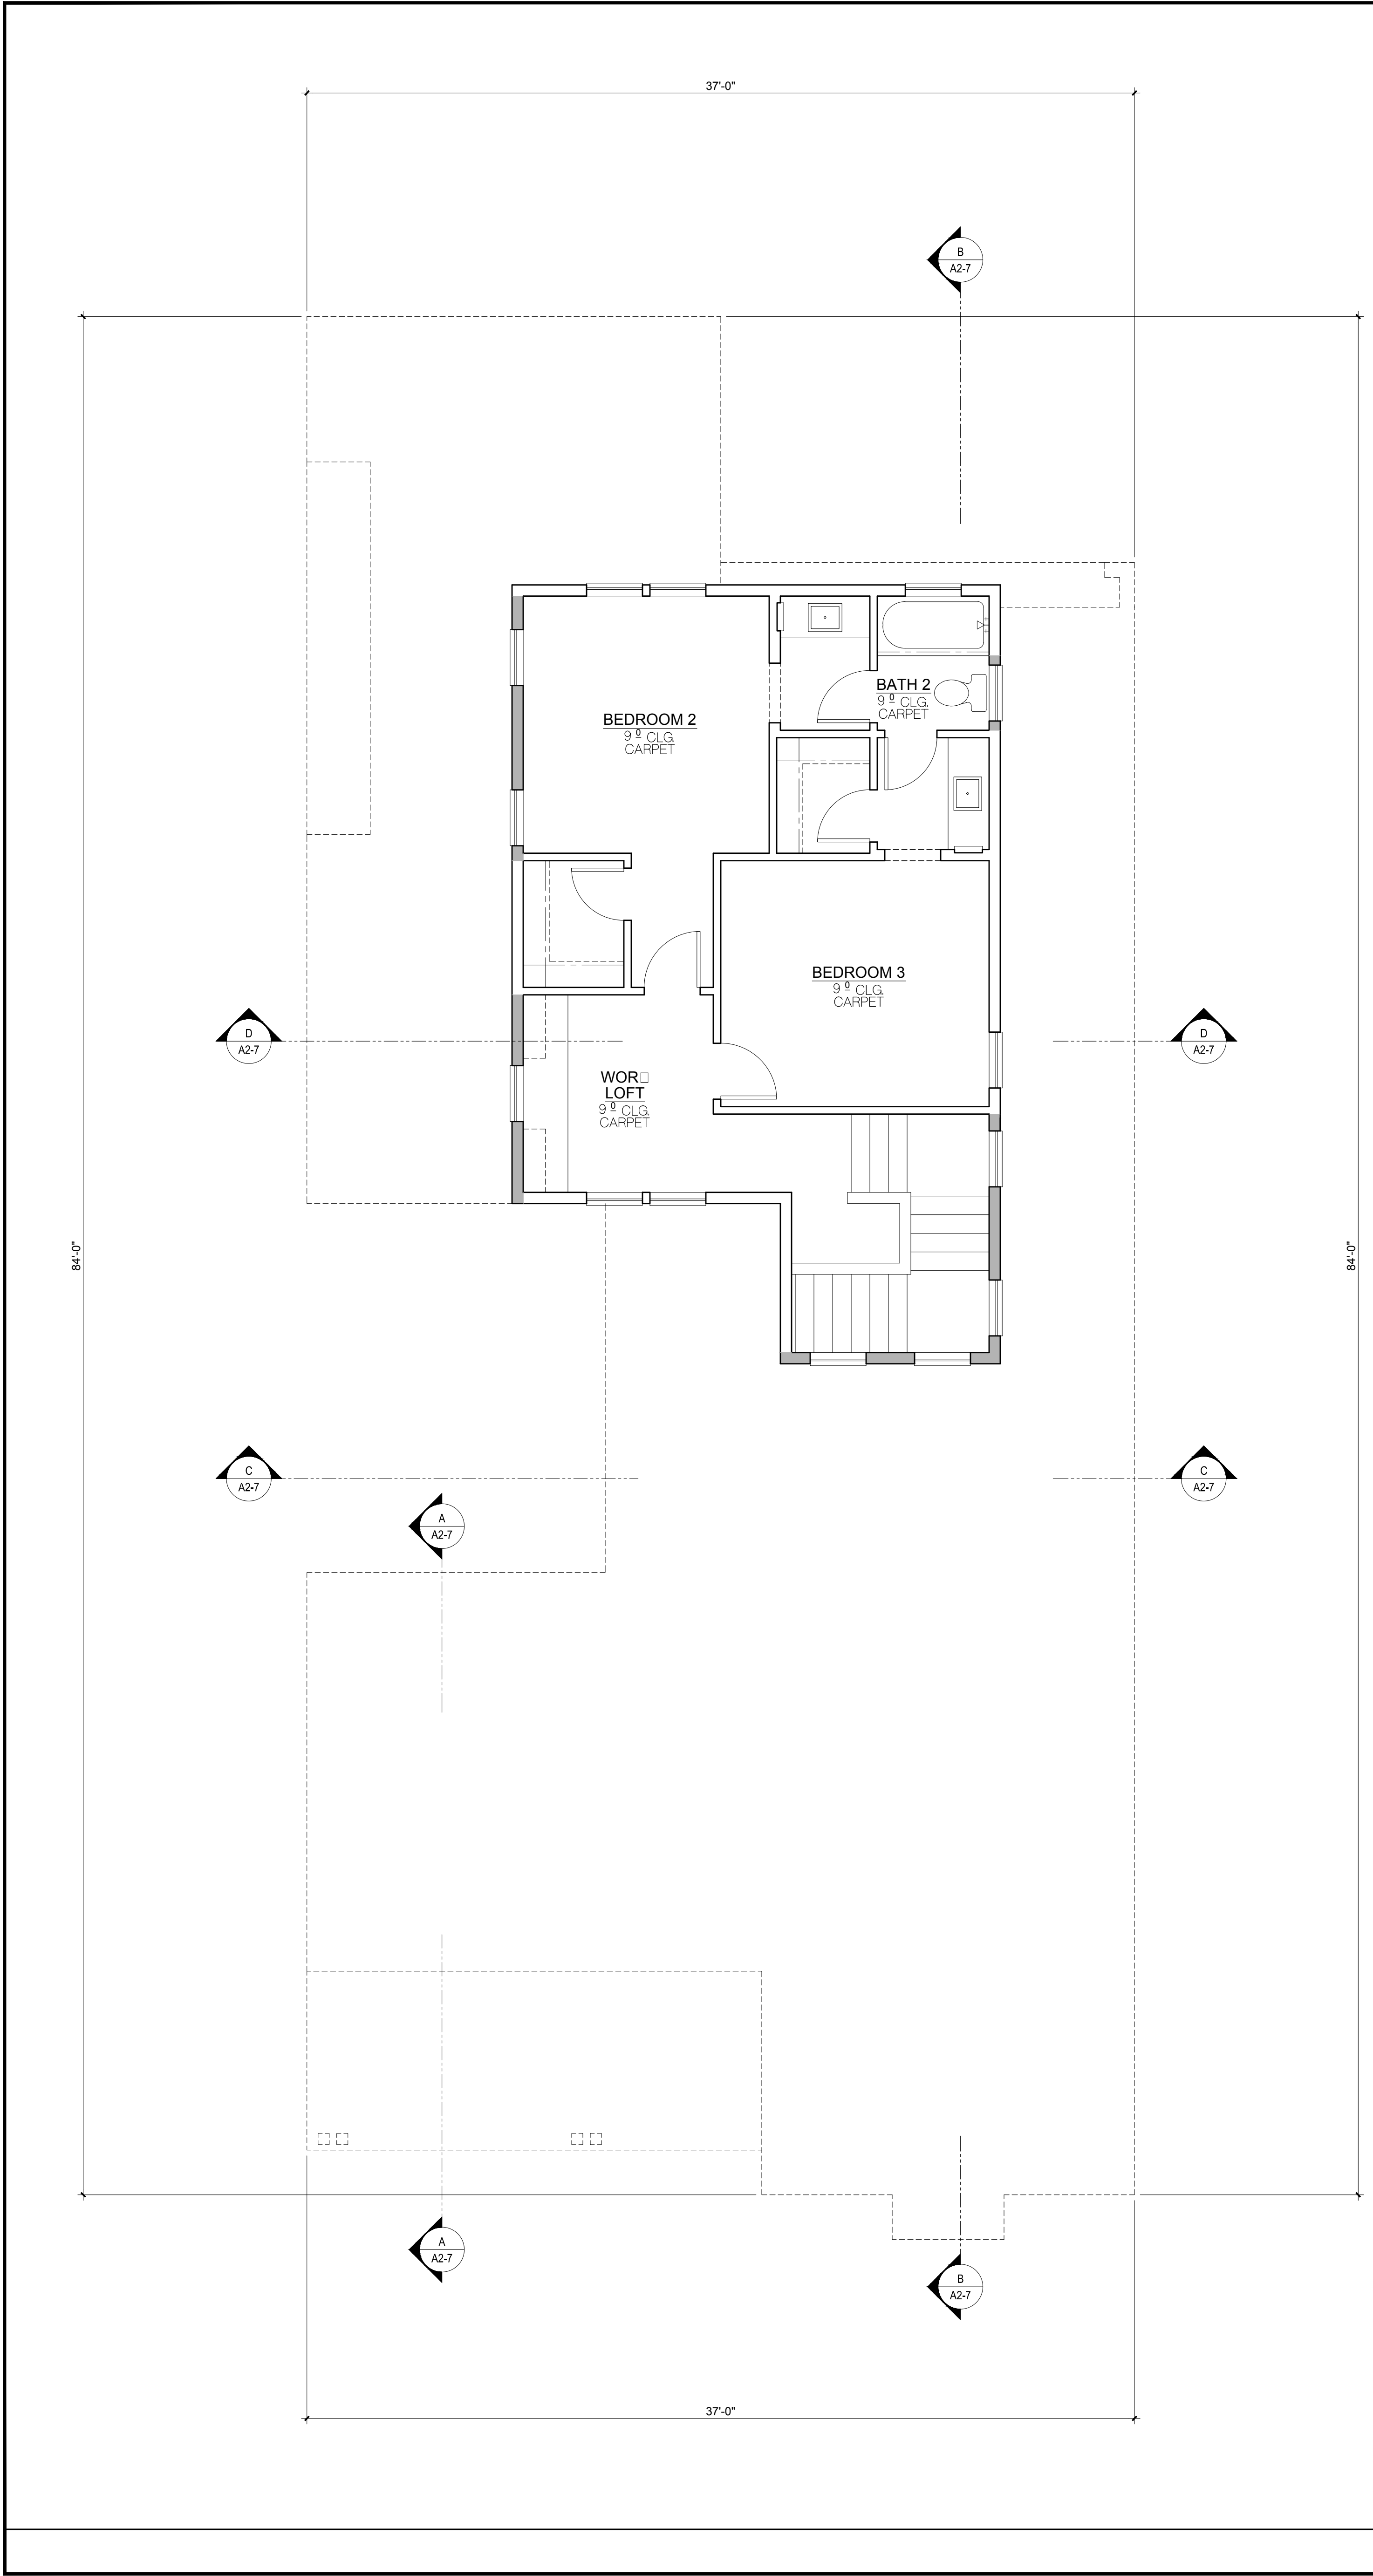 37'-0"
B
A2-7
BATH 2
9 0 CLG.
CARPET
BEDROOM 2
9 0 CLG.
CARPET
BEDROOM 3
9 0 CLG.
CARPET
D
A2-7
D
A2-7
WOR□
LOFT
9 0 CLG.
CARPET
84'-0"
84'-0"
C
A2-7
C
A2-7
A
A2-7
A
A2-7
B
A2-7
37'-0"